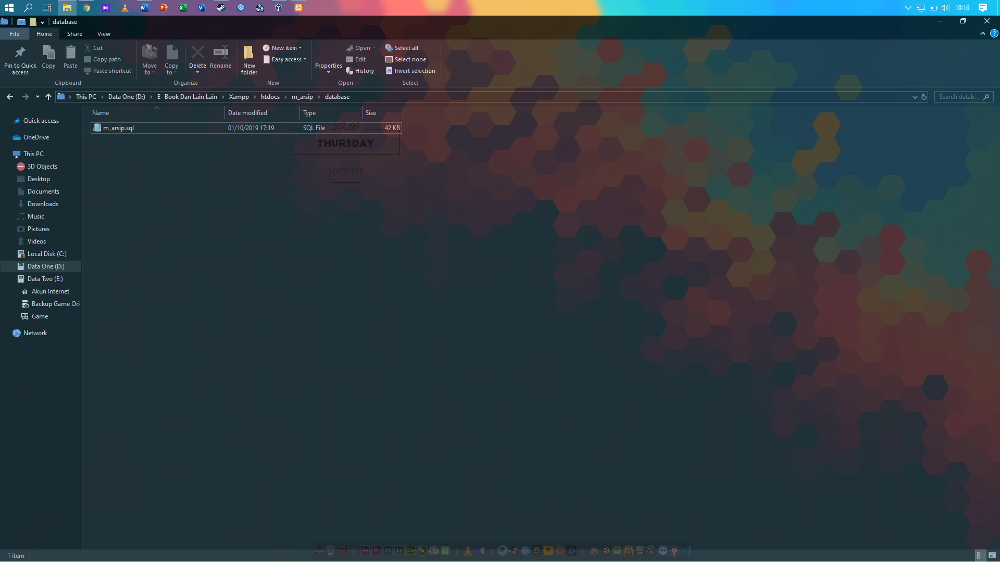 10:16
database
File Home Share View
Pin to Quick access
Copy
Paste
Cut
Copy path
Paste shortcut
Clipboard
Move to
Copy to
Delete
Rename
Organize
New folder
New item
Easy access
New
Properties
Open
Edit
History
Open
Select all
Select none
Invert selection
Select
This PC > Data One (D:) > E- Book Dan Lain Lain > Xampp > htdocs > m_arsip > database
Search datab...
Name Date modified Type Size
m_arsip.sql 01/10/2019 17:19 SQL File 42 KB
10:16
THURSDAY
3 OCTOBER
Quick access
OneDrive
This PC
3D Objects
Desktop
Documents
Downloads
Music
Pictures
Videos
Local Disk (C:)
Data One (D:)
Data Two (E:)
Akun Internet
Backup Game Ori
Game
Network
Ae Pr Ps Lr Dw
1 item